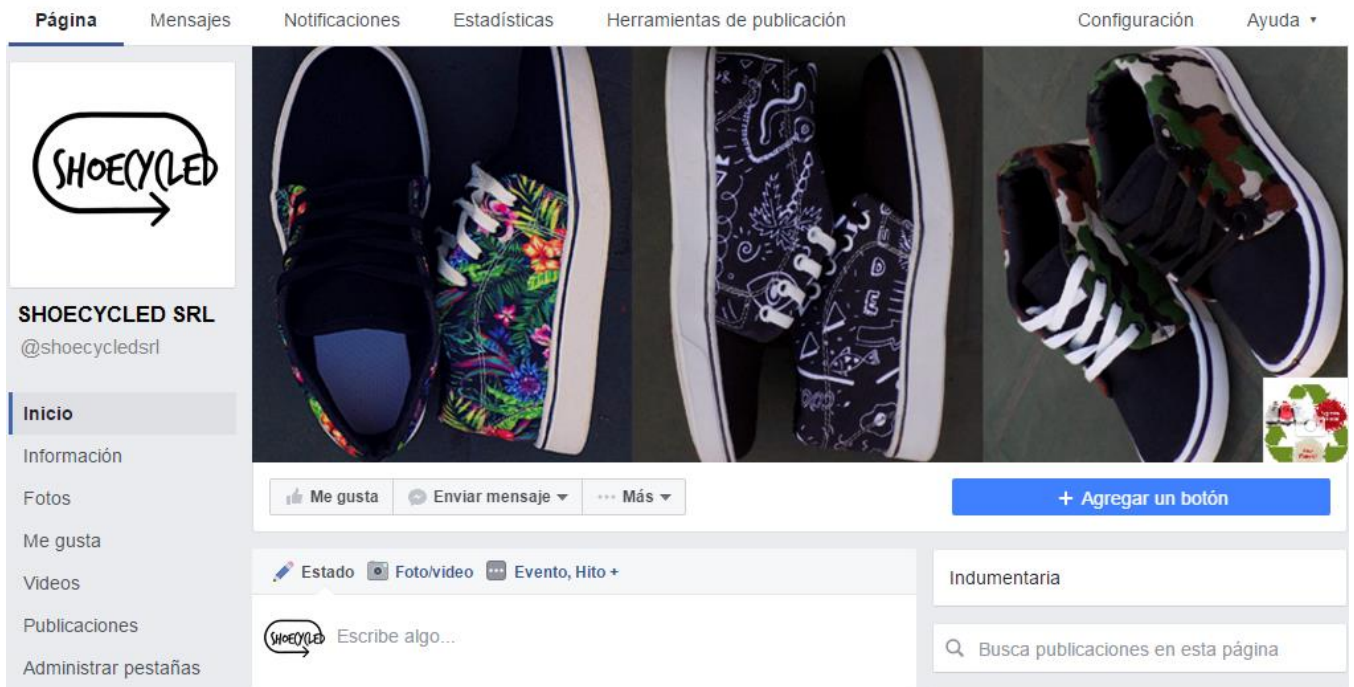 Página Mensajes Notificaciones Estadísticas Herramientas de publicación Configuración Ayuda
SHOECYCLED
SHOECYCLED SRL
@shoecycledsrl
Inicio
Información
Fotos
Me gusta
Videos
Publicaciones
Administrar pestañas
Me gusta Enviar mensaje ··· Más
+ Agregar un botón
Estado Foto/video Evento, Hito +
SHOECYCLED Escribe algo...
Indumentaria
Busca publicaciones en esta página